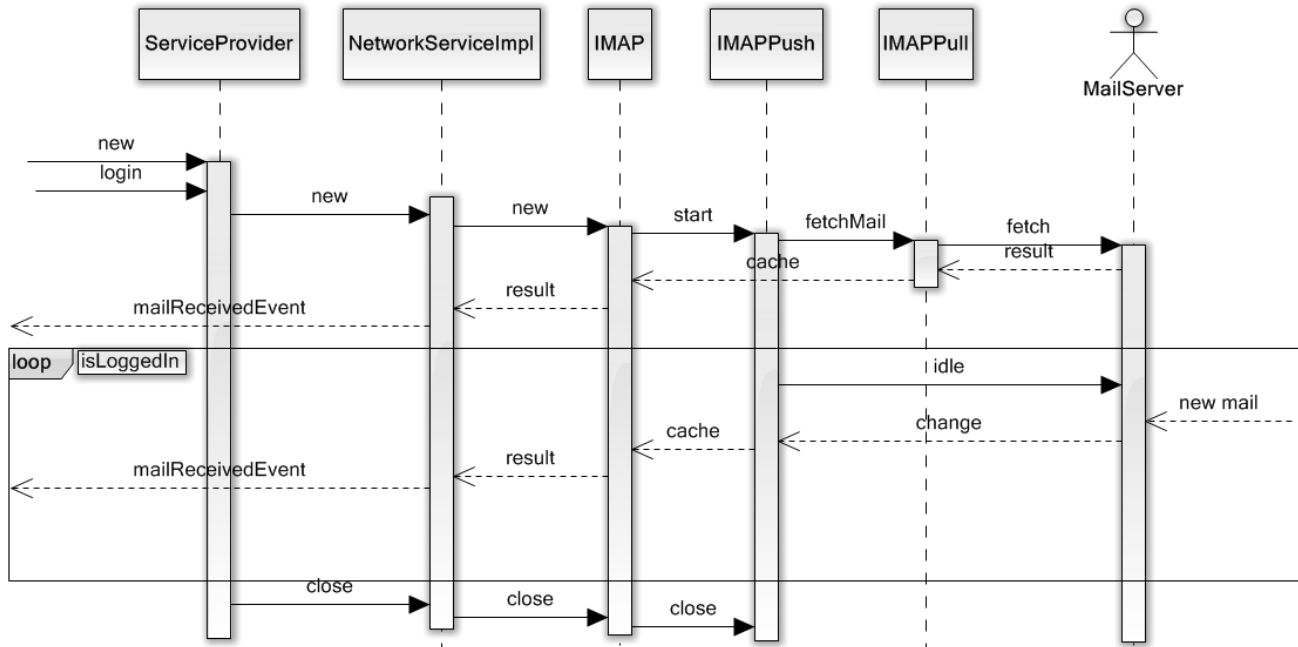 ServiceProvider
NetworkServiceImpl
IMAP
IMAPPush
IMAPPull
MailServer
new
login
new
new
start
fetchMail
fetch
result
cache
result
mailReceivedEvent
loop
isLoggedIn
idle
new mail
change
cache
result
mailReceivedEvent
close
close
close